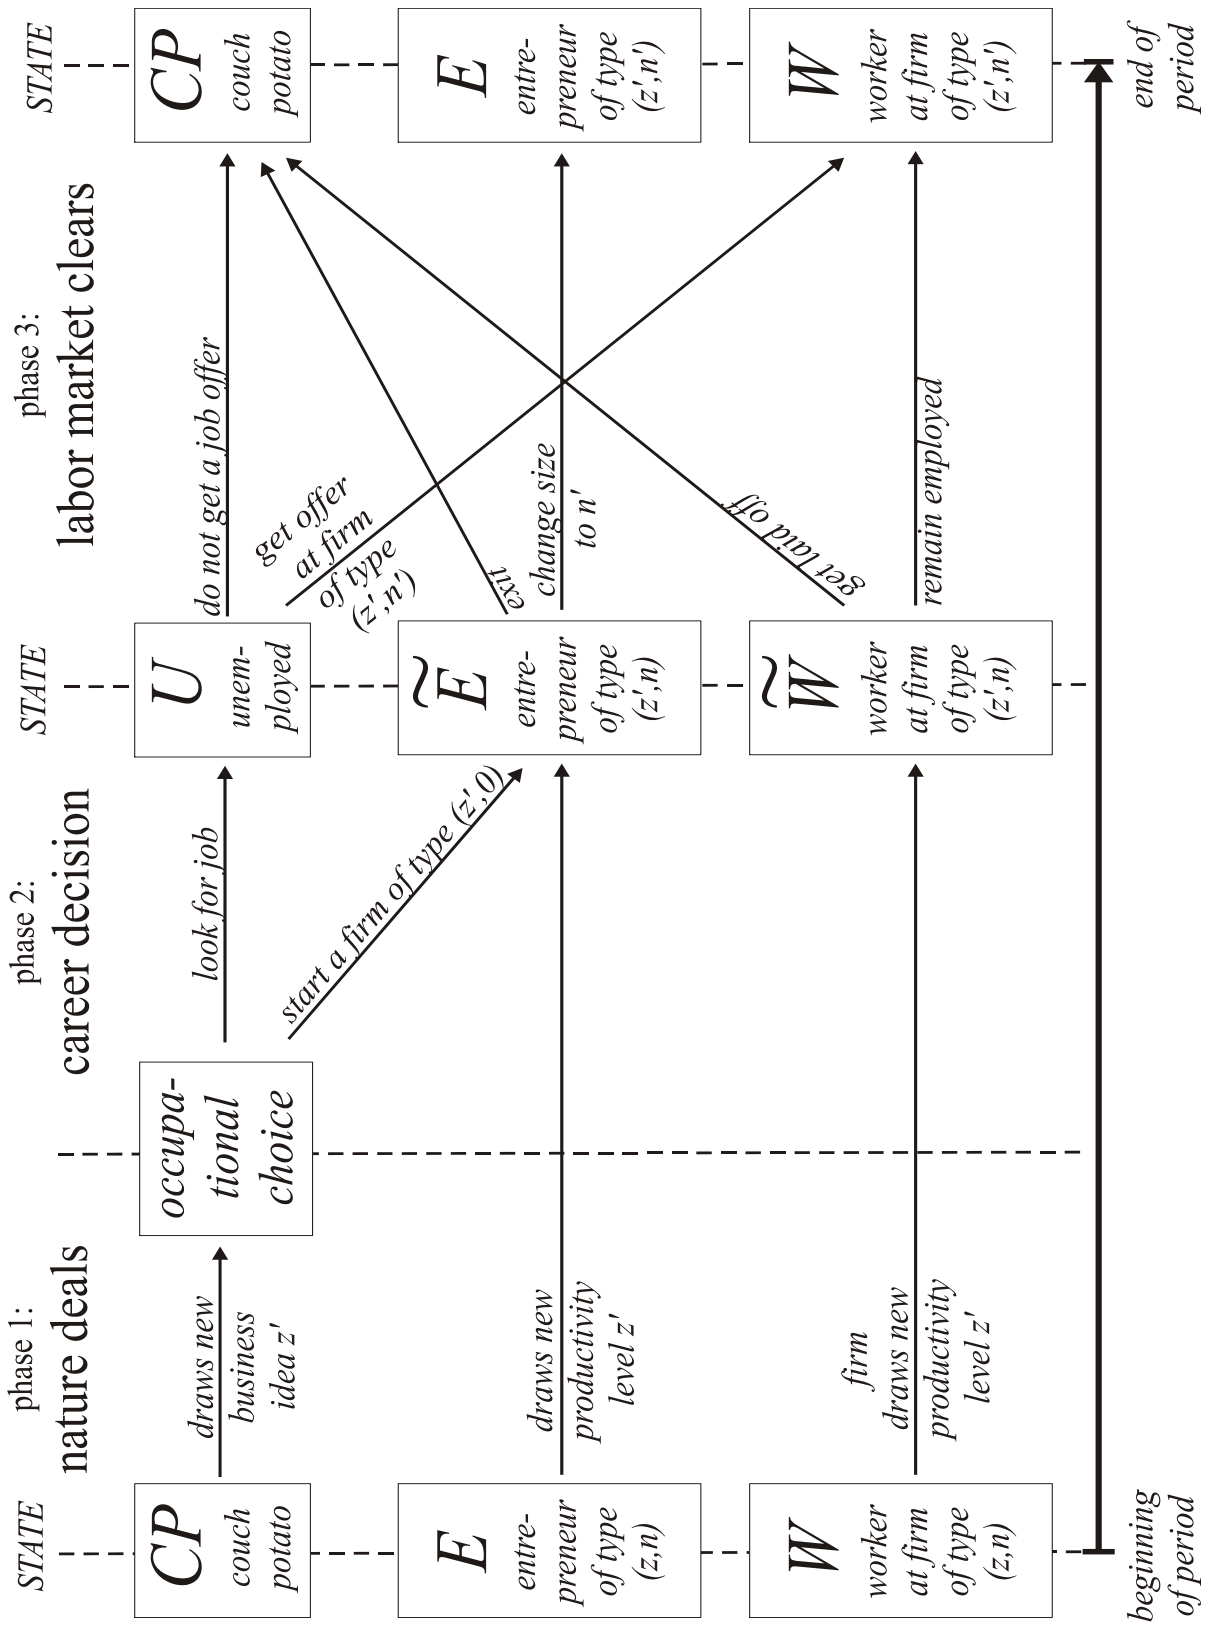 phase 1:
nature deals
phase 2:
career decision
phase 3:
labor market clears
STATE
STATE
STATE
CP
couch
potato
draws new
business
idea z'
occupa-
tional
choice
look for job
start a firm of type (z',0)
U
unem-
ployed
do not get a job offer
get offer
at firm
of type
(z',n')
CP
couch
potato
E
entre-
preneur
of type
(z,n)
draws new
productivity
level z'
Ẽ
entre-
preneur
of type
(z',n)
exit
change size
to n'
E
entre-
preneur
of type
(z',n')
W
worker
at firm
of type
(z,n)
firm
draws new
productivity
level z'
W̃
worker
at firm
of type
(z',n)
get laid off
remain employed
W
worker
at firm
of type
(z',n')
beginning
of period
end of
period